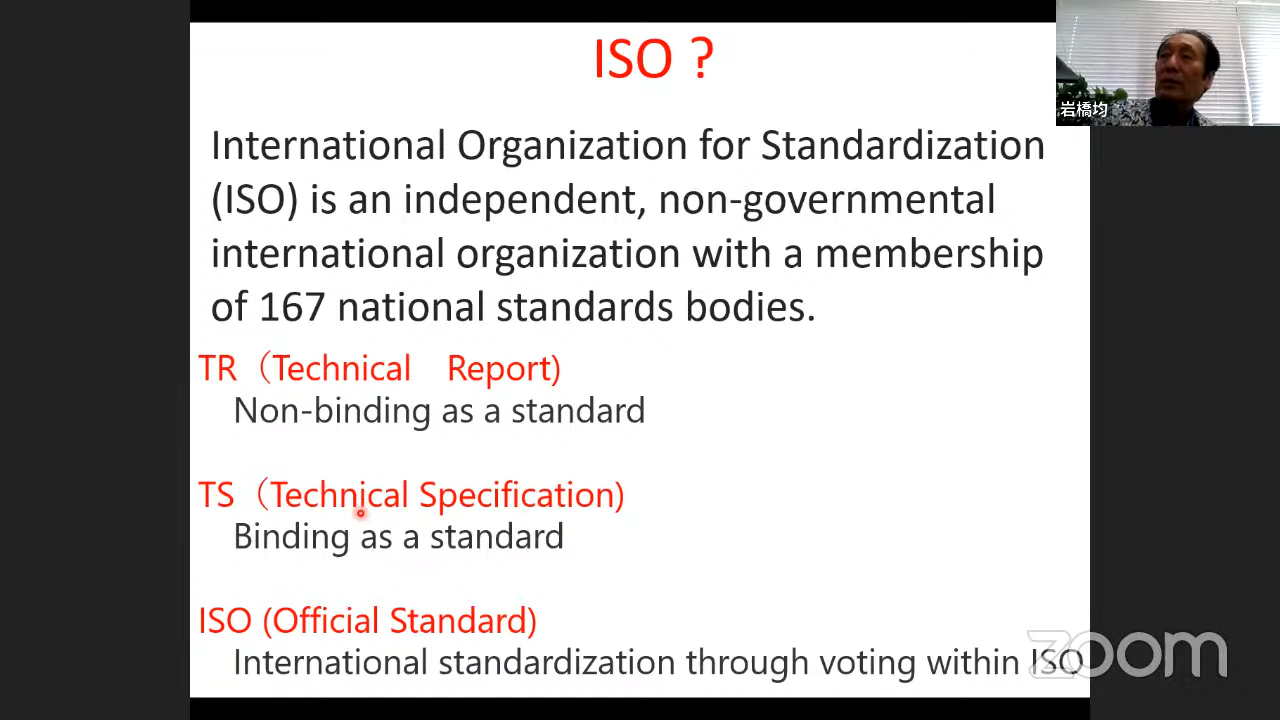 ISO ?
岩橋均
International Organization for Standardization
(ISO) is an independent, non-governmental
international organization with a membership
of 167 national standards bodies.
TR（Technical　Report)
Non-binding as a standard
TS（Technical Specification)
Binding as a standard
ISO (Official Standard)
International standardization through voting within ISO
zoom